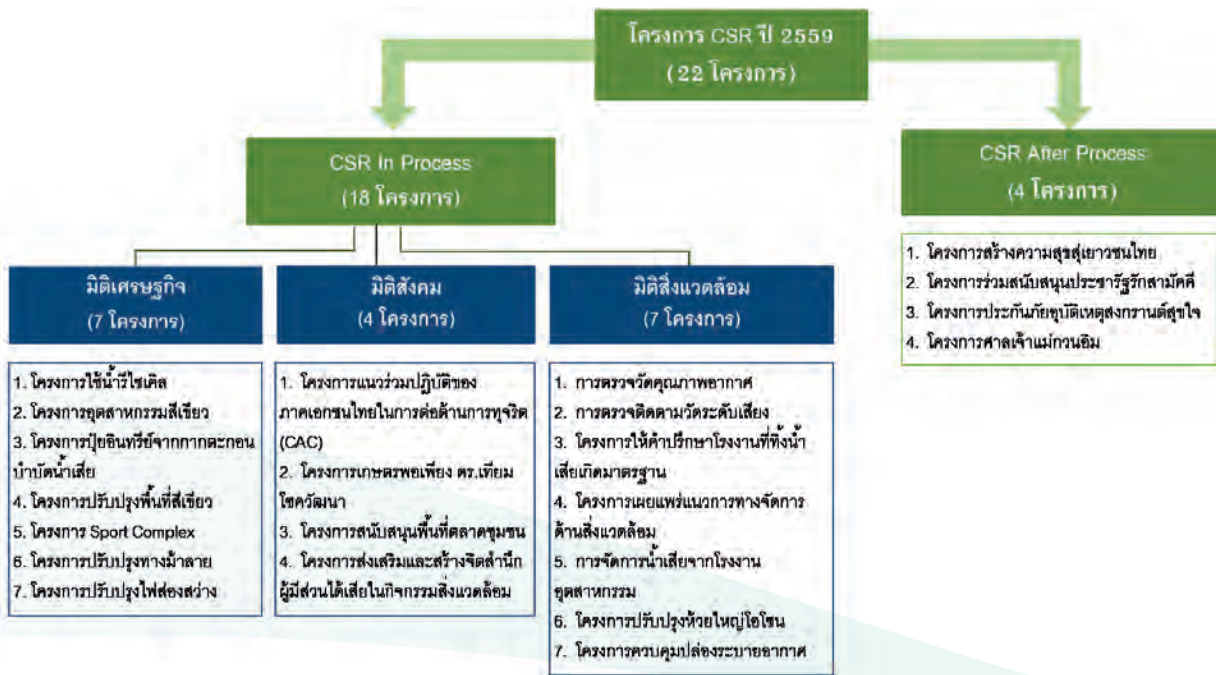 โครงการ CSR ปี 2559
(22 โครงการ)
CSR In Process
(18 โครงการ)
CSR After Process
(4 โครงการ)
1. โครงการสร้างความสุขสู่เยาวชนไทย
2. โครงการร่วมสนับสนุนประชารัฐรักสามัคคี
3. โครงการประกันภัยอุบัติเหตุสงกรานต์สุขใจ
4. โครงการศาลเจ้าแม่กวนอิม
มิติเศรษฐกิจ
(7 โครงการ)
1. โครงการใช้น้ำรีไซเคิล
2. โครงการอุตสาหกรรมสีเขียว
3. โครงการปุ๋ยอินทรีย์จากกากตะกอน
บำบัดน้ำเสีย
4. โครงการปรับปรุงพื้นที่สีเขียว
5. โครงการ Sport Complex
6. โครงการปรับปรุงทางม้าลาย
7. โครงการปรับปรุงไฟส่องสว่าง
มิติสังคม
(4 โครงการ)
1. โครงการแนวร่วมปฏิบัติของ
ภาคเอกชนไทยในการต่อต้านการทุจริต
(CAC)
2. โครงการเกษตรพอเพียง ดร.เทียม
โชควัฒนา
3. โครงการสนับสนุนพื้นที่ตลาดชุมชน
4. โครงการส่งเสริมและสร้างจิตสำนึก
ผู้มีส่วนได้เสียในกิจกรรมสิ่งแวดล้อม
มิติสิ่งแวดล้อม
(7 โครงการ)
1. การตรวจวัดคุณภาพอากาศ
2. การตรวจติดตามวัดระดับเสียง
3. โครงการให้คำปรึกษาโรงงานที่ทิ้งน้ำ
เสียเกิดมาตรฐาน
4. โครงการเผยแพร่แนวการทางจัดการ
ด้านสิ่งแวดล้อม
5. การจัดการน้ำเสียจากโรงงาน
อุตสาหกรรม
6. โครงการปรับปรุงห้วยใหญ่โอโซน
7. โครงการควบคุมปล่องระบายอากาศ